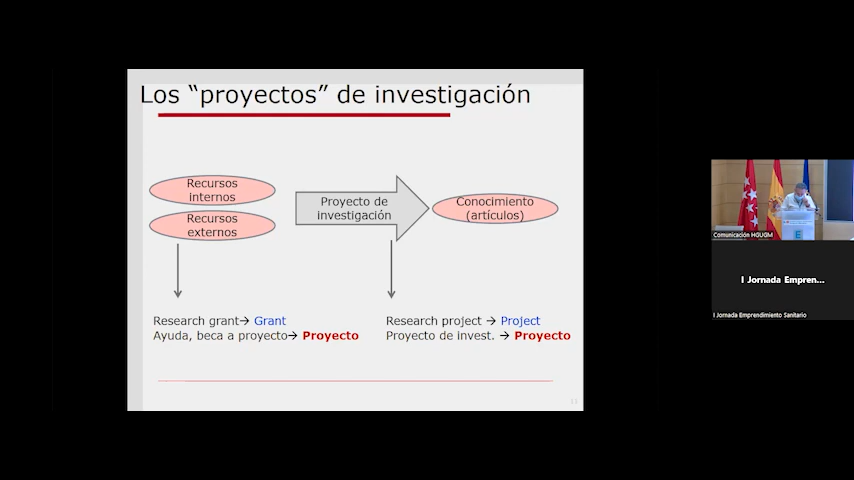 Los “proyectos” de investigación
Recursos
internos
Recursos
externos
Proyecto de
investigación
Conocimiento
(artículos)
Research grant→ Grant
Ayuda, beca a proyecto→ Proyecto
Research project → Project
Proyecto de invest. → Proyecto
Comunicación HGUGM
I Jornada Empren...
I Jornada Emprendimiento Sanitario